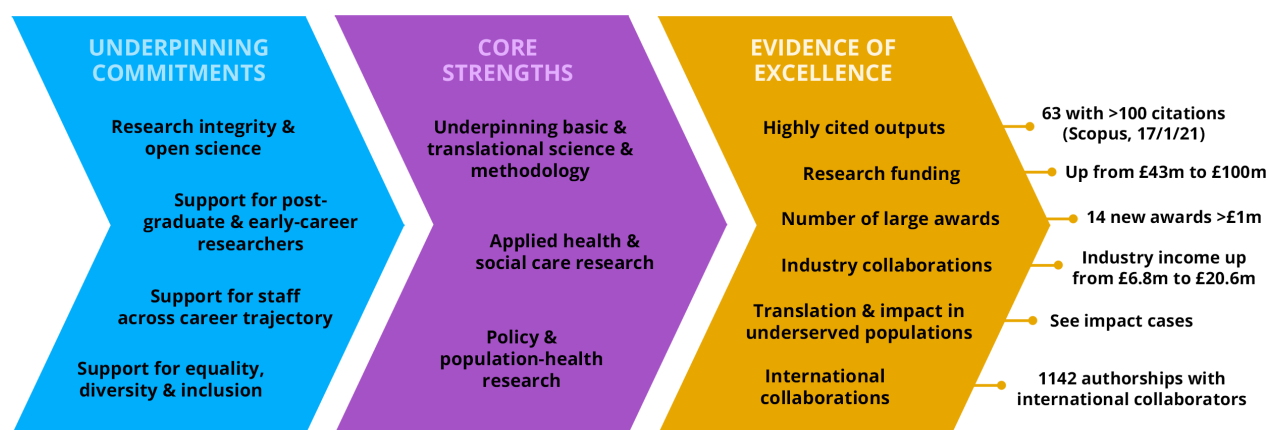 UNDERPINNING
COMMITMENTS
Research integrity &
open science
Support for post-
graduate & early-career
researchers
Support for staff
across career trajectory
Support for equality,
diversity & inclusion
CORE
STRENGTHS
Underpinning basic &
translational science &
methodology
Applied health &
social care research
Policy &
population-health
research
EVIDENCE OF
EXCELLENCE
Highly cited outputs
63 with >100 citations
(Scopus, 17/1/21)
Research funding
Up from £43m to £100m
Number of large awards
14 new awards >£1m
Industry collaborations
Industry income up
from £6.8m to £20.6m
Translation & impact in
underserved populations
See impact cases
International
collaborations
1142 authorships with
international collaborators